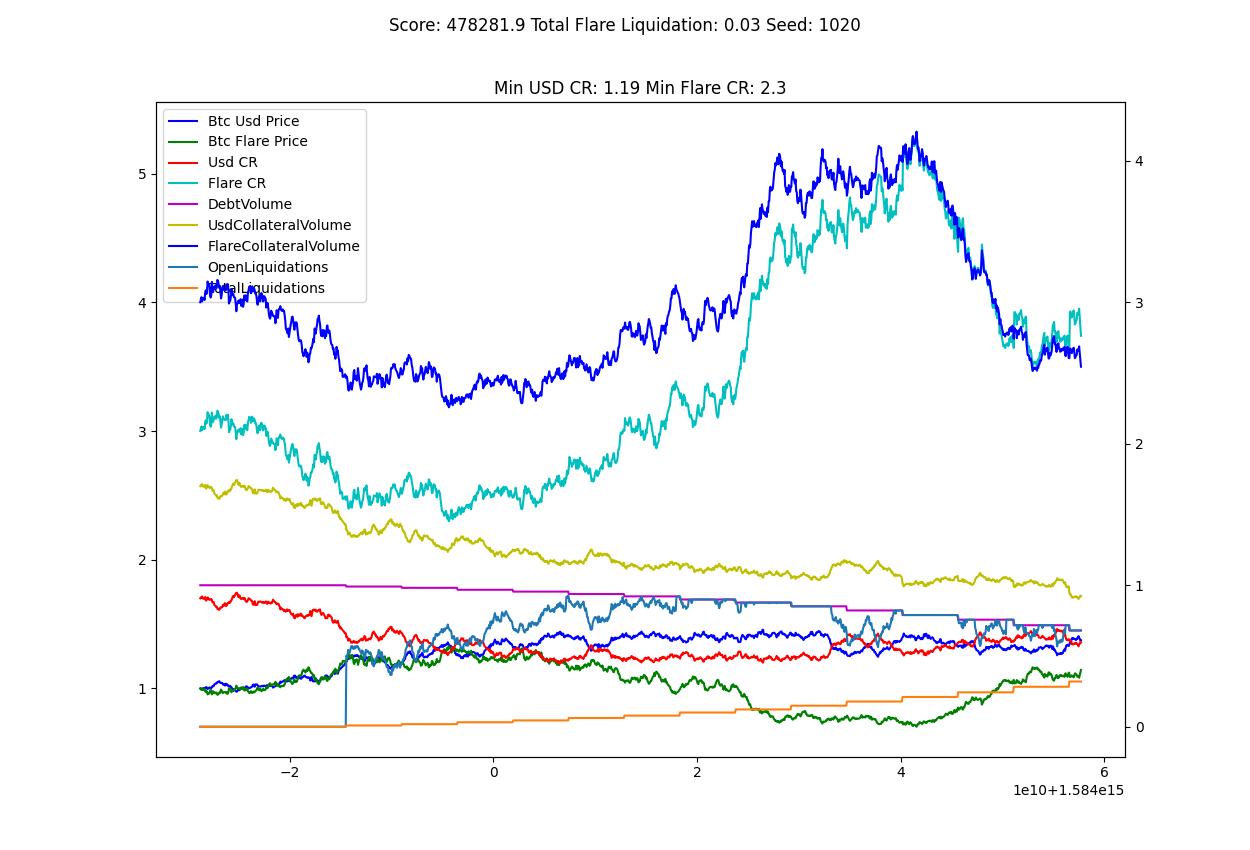 Score: 478281.9 Total Flare Liquidation: 0.03 Seed: 1020
Min USD CR: 1.19 Min Flare CR: 2.3
Btc Usd Price
Btc Flare Price
Usd CR
Flare CR
DebtVolume
UsdCollateralVolume
FlareCollateralVolume
OpenLiquidations
TotalLiquidations
5
4
3
2
1
4
3
2
1
0
−2
0
2
4
6
1e10+1.584e15